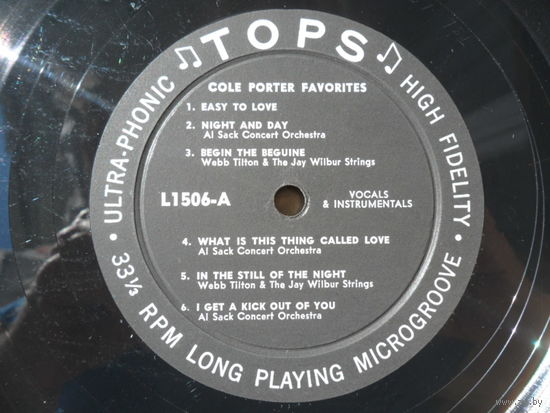 TOPS
ULTRA-PHONIC
HIGH FIDELITY
COLE PORTER FAVORITES
1. EASY TO LOVE
2. NIGHT AND DAY
Al Sack Concert Orchestra
3. BEGIN THE BEGUINE
Webb Tilton & The Jay Wilbur Strings
L1506-A
VOCALS
& INSTRUMENTALS
4. WHAT IS THIS THING CALLED LOVE
Al Sack Concert Orchestra
5. IN THE STILL OF THE NIGHT
Webb Tilton & The Jay Wilbur Strings
6. I GET A KICK OUT OF YOU
Al Sack Concert Orchestra
33⅓ RPM LONG PLAYING MICROGROOVE